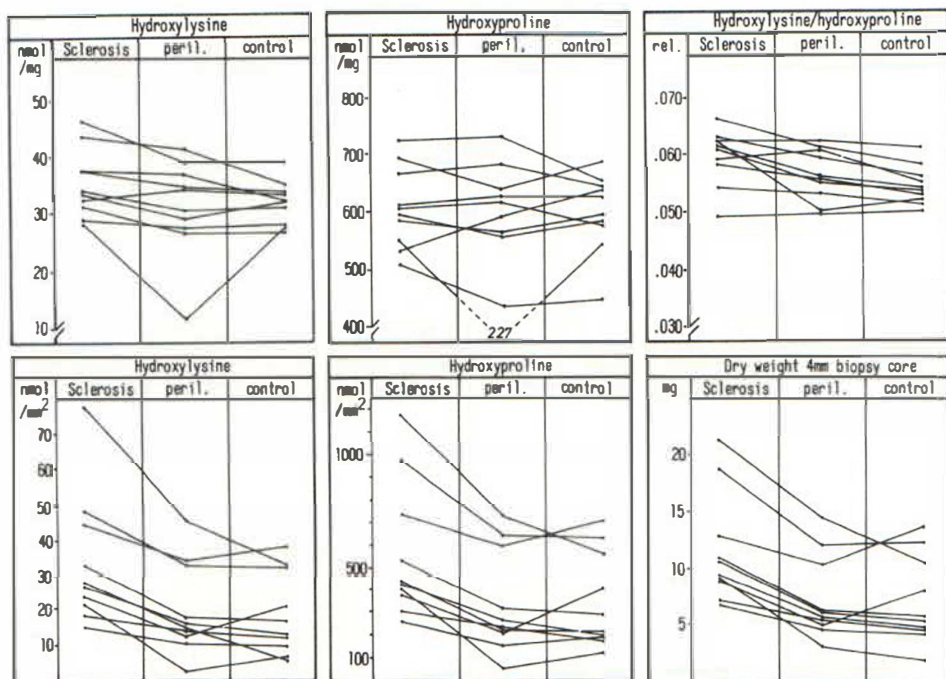 Hydroxylysine
nmol /mg Sclerosis peril. control
50
40
30
20
10
Hydroxyproline
nmol /mg Sclerosis peril. control
800
700
600
500
400
227
Hydroxylysine/hydroxyproline
rel. Sclerosis peril. control
.070
.060
.050
.040
.030
Hydroxylysine
nmol /mm2 Sclerosis peril. control
70
60
50
40
30
20
10
Hydroxyproline
nmol /mm2 Sclerosis peril. control
1000
500
100
Dry weight 4mm biopsy core
mg Sclerosis peril. control
20
15
10
5